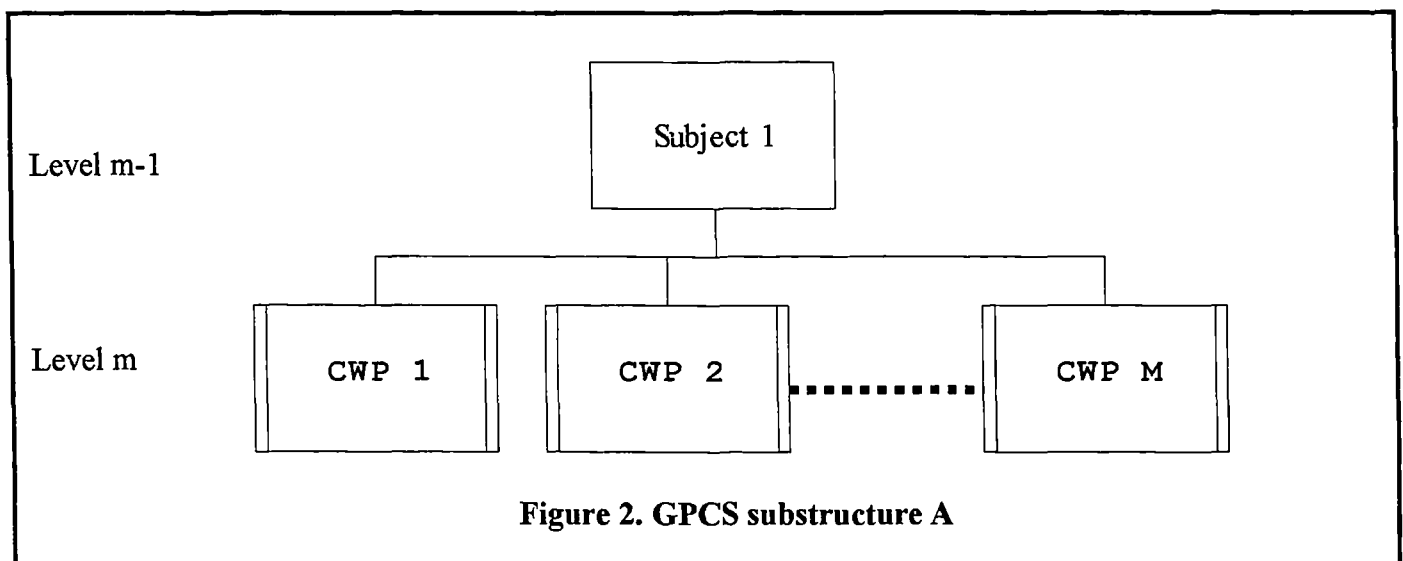 Subject 1
Level m-1
Level m
CWP 1
CWP 2
CWP M
Figure 2. GPCS substructure A